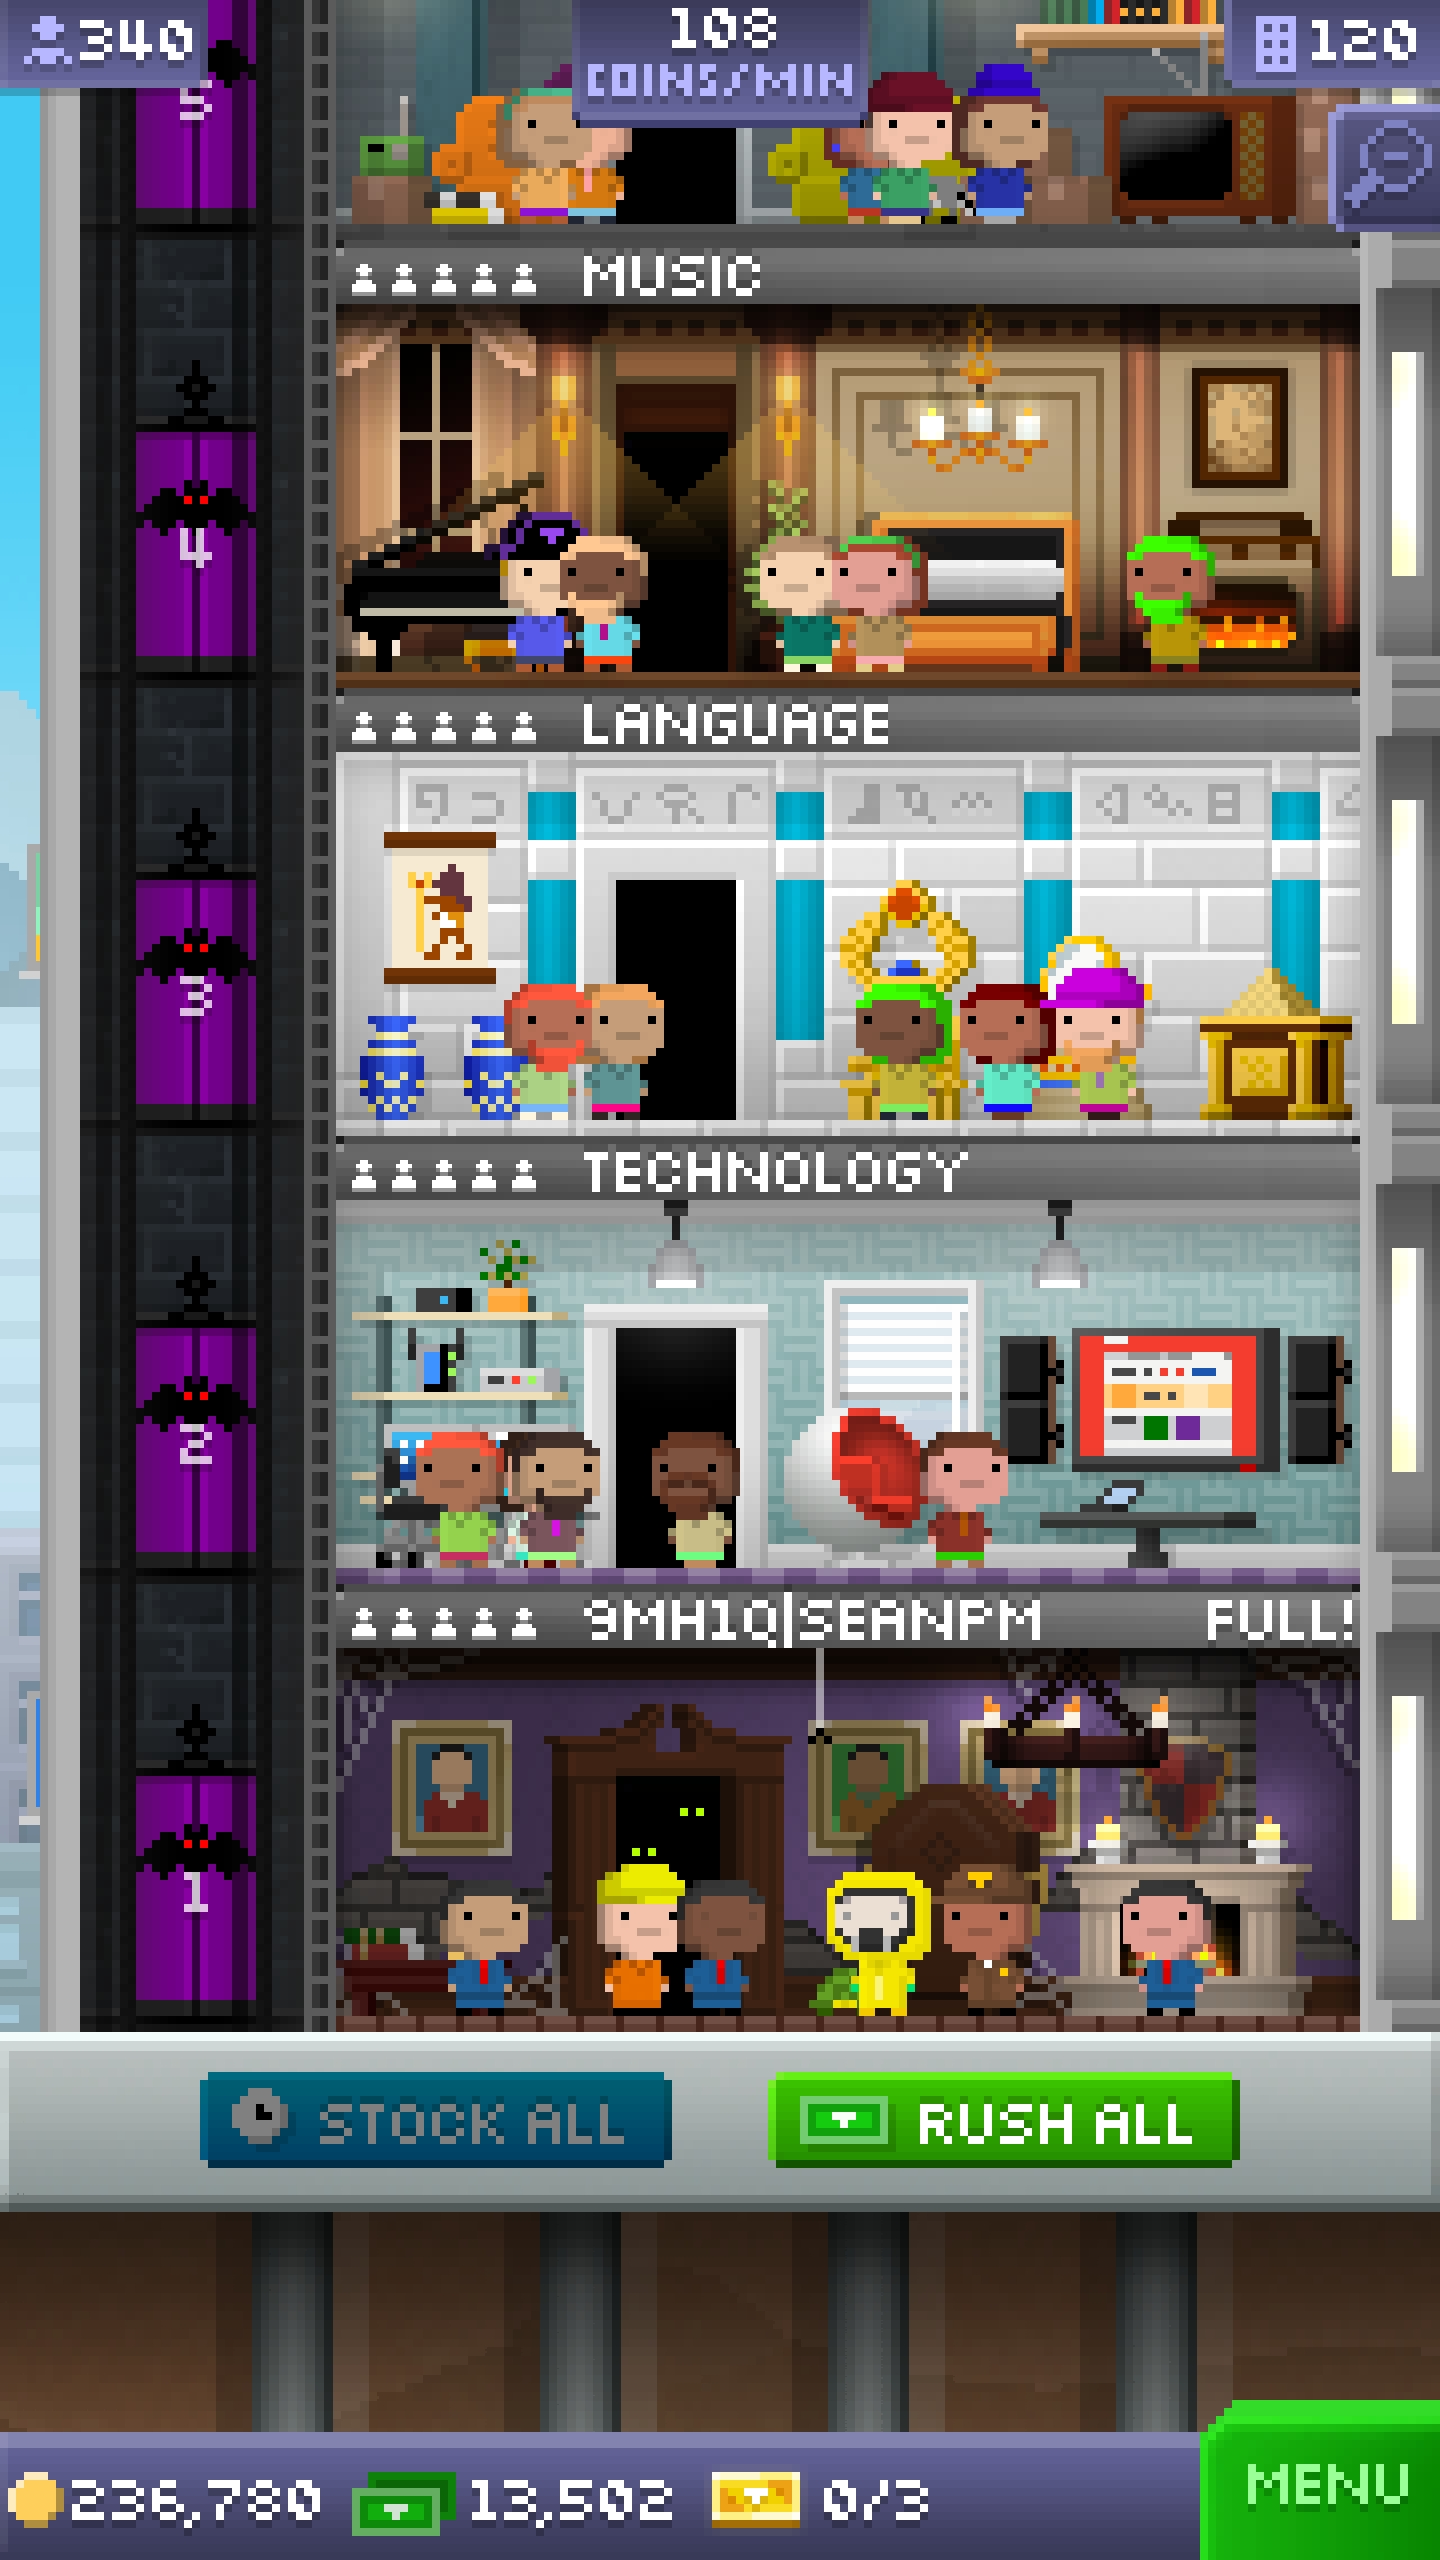 340
108
COINS/MIN
120
5
MUSIC
4
LANGUAGE
3
TECHNOLOGY
2
9MH1Q|SEANPM FULL!
1
STOCK ALL
RUSH ALL
236,780 13,502 0/3
MENU